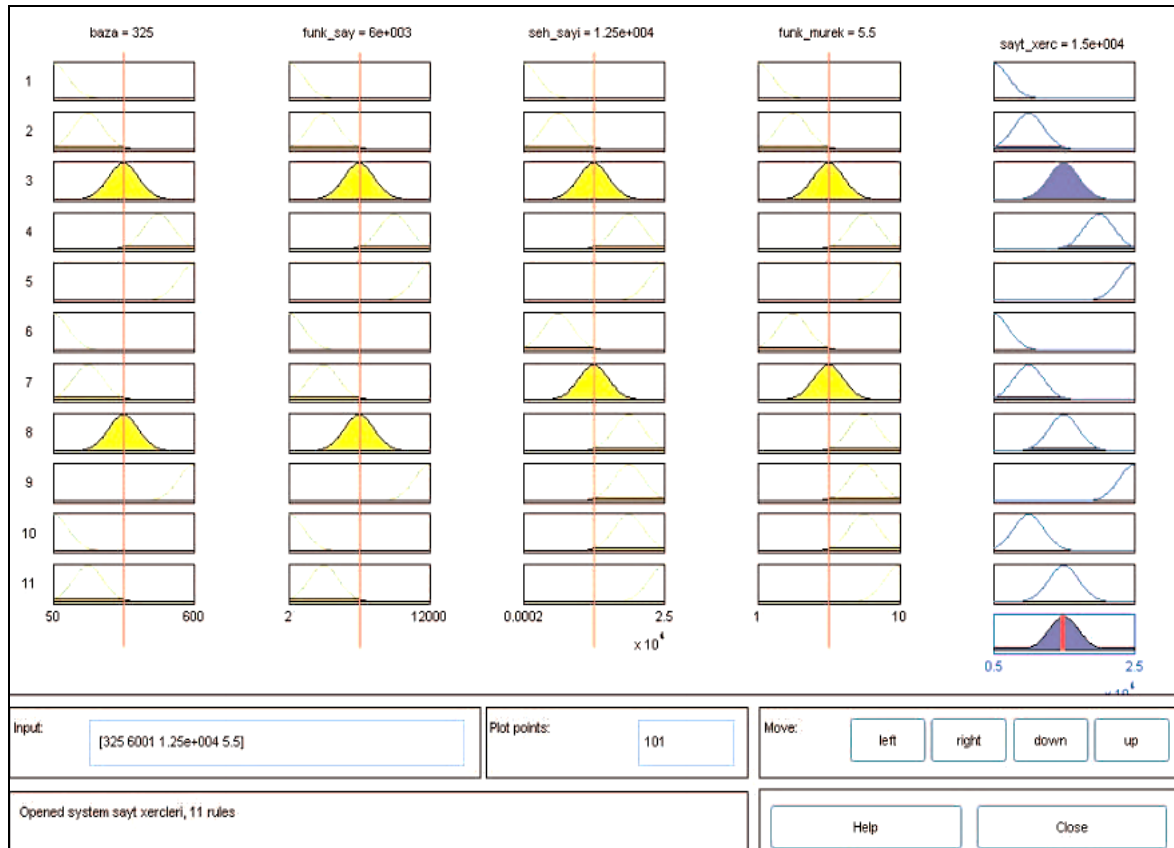 baza = 325
funk_say = 6e+003
seh_sayi = 1.25e+004
funk_murek = 5.5
sayt_xerc = 1.5e+004
1
2
3
4
5
6
7
8
9
10
11
50 600
2 12000
0.0002 2.5
x 10⁴
1 10
0.5 2.5
x 10⁴
Input:
[325 6001 1.25e+004 5.5]
Plot points:
101
Move:
left
right
down
up
Opened system sayt xercleri, 11 rules
Help
Close